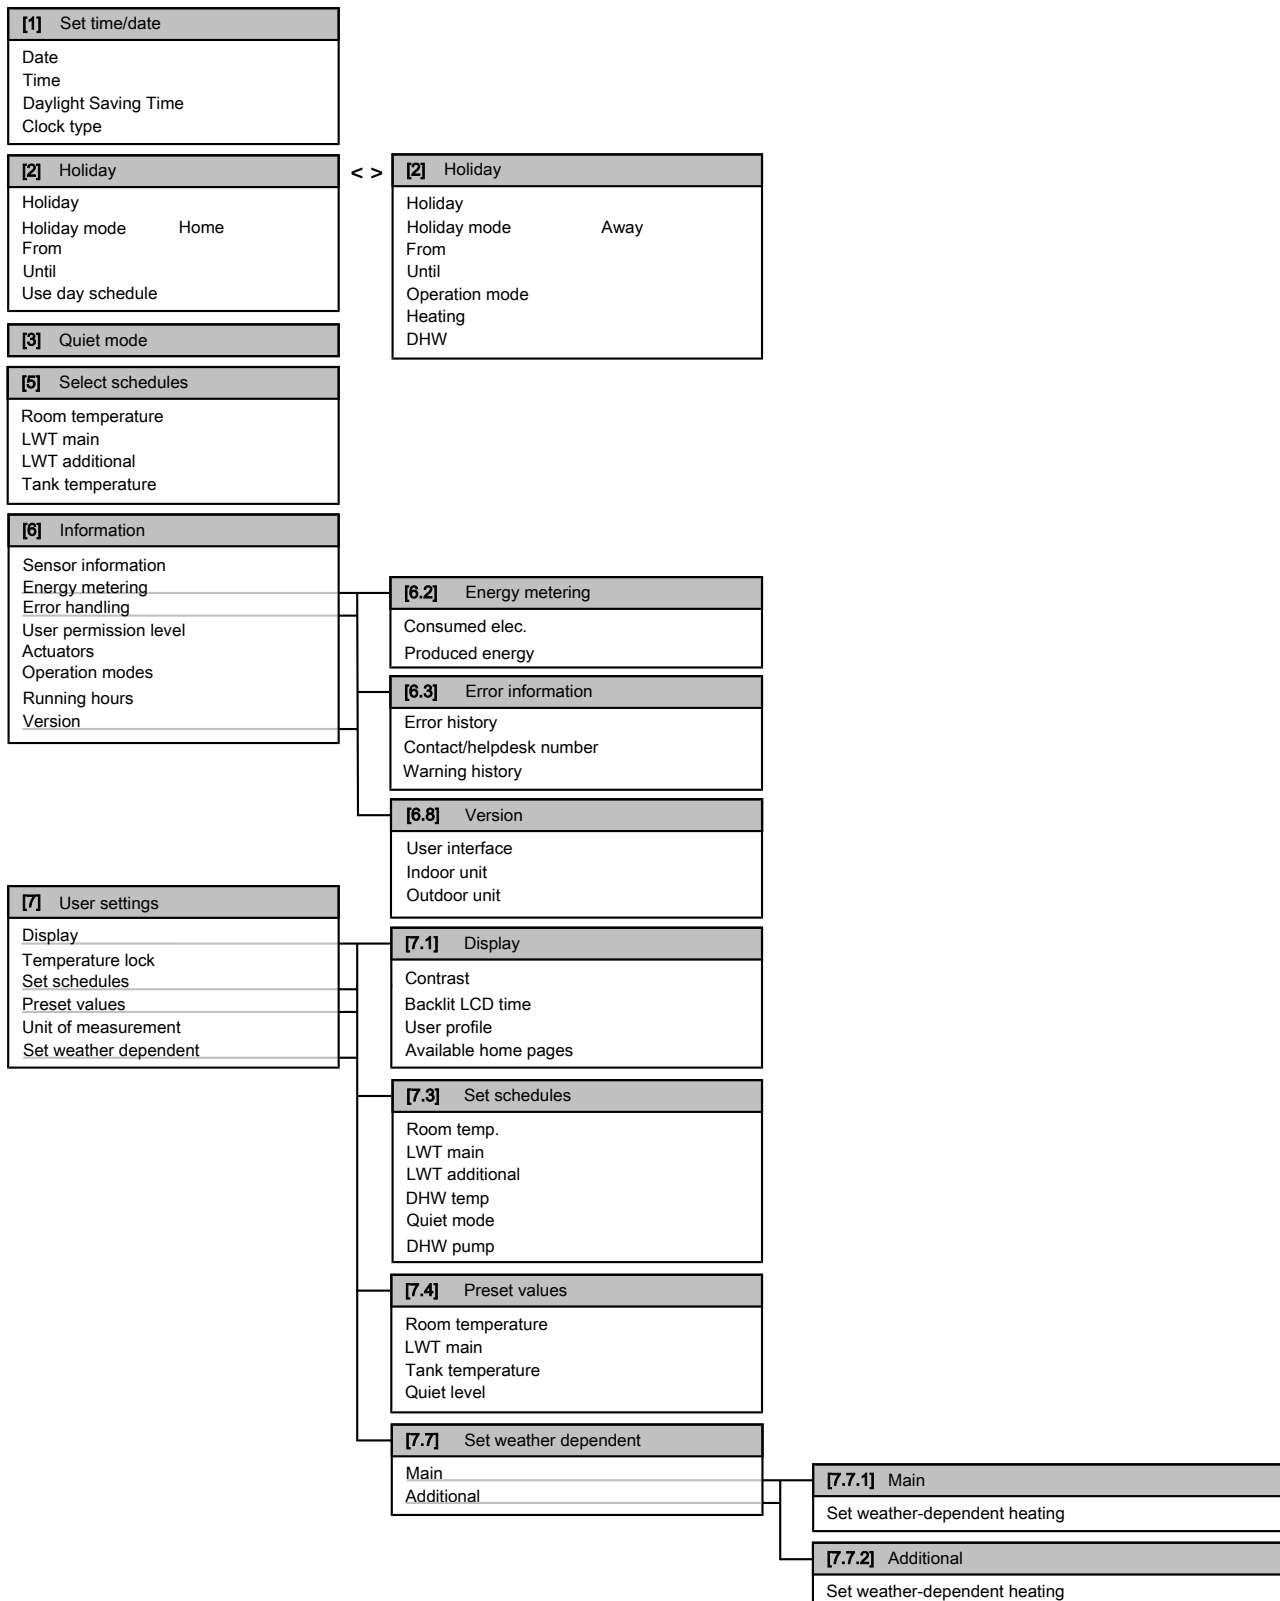 [1] Set time/date
Date
Time
Daylight Saving Time
Clock type
[2] Holiday
Holiday
Holiday mode Home
From
Until
Use day schedule
< >
[2] Holiday
Holiday
Holiday mode Away
From
Until
Operation mode
Heating
DHW
[3] Quiet mode
[5] Select schedules
Room temperature
LWT main
LWT additional
Tank temperature
[6] Information
Sensor information
Energy metering
Error handling
User permission level
Actuators
Operation modes
Running hours
Version
[6.2] Energy metering
Consumed elec.
Produced energy
[6.3] Error information
Error history
Contact/helpdesk number
Warning history
[6.8] Version
User interface
Indoor unit
Outdoor unit
[7] User settings
Display
Temperature lock
Set schedules
Preset values
Unit of measurement
Set weather dependent
[7.1] Display
Contrast
Backlit LCD time
User profile
Available home pages
[7.3] Set schedules
Room temp.
LWT main
LWT additional
DHW temp
Quiet mode
DHW pump
[7.4] Preset values
Room temperature
LWT main
Tank temperature
Quiet level
[7.7] Set weather dependent
Main
Additional
[7.7.1] Main
Set weather-dependent heating
[7.7.2] Additional
Set weather-dependent heating